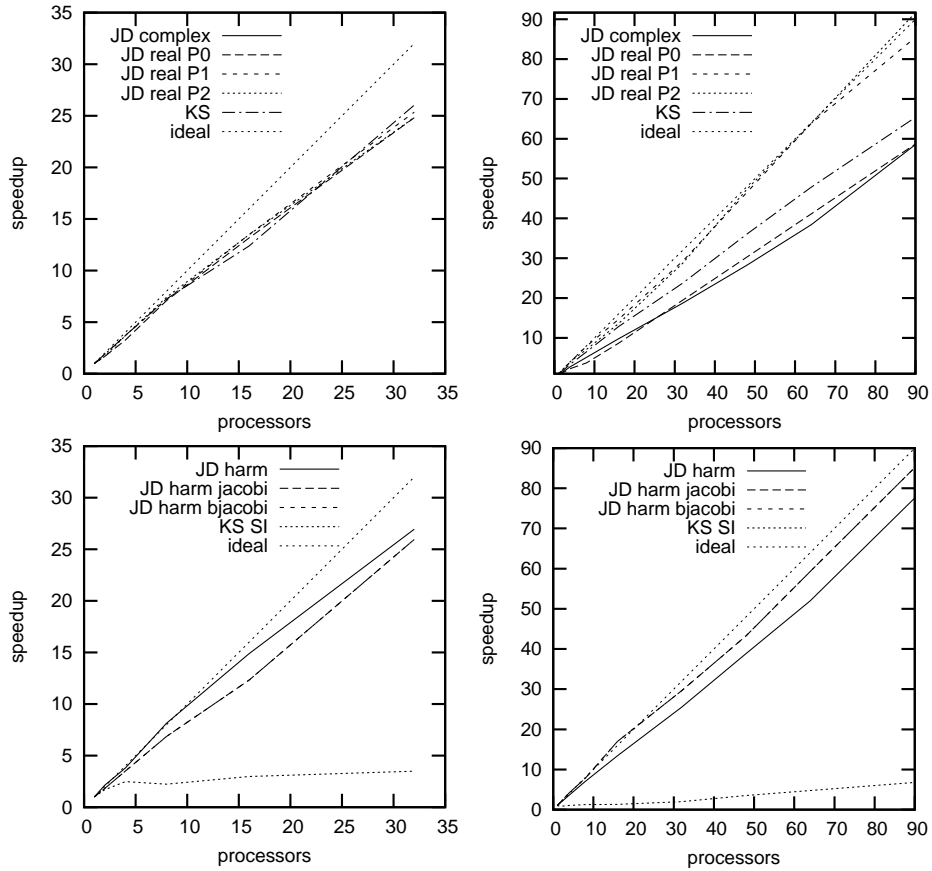 35
30
25
20
15
10
5
0
speedup
JD complex
JD real P0
JD real P1
JD real P2
KS
ideal
0 5 10 15 20 25 30 35
processors
90
80
70
60
50
40
30
20
10
speedup
JD complex
JD real P0
JD real P1
JD real P2
KS
ideal
0 10 20 30 40 50 60 70 80 90
processors
35
30
25
20
15
10
5
0
speedup
JD harm
JD harm jacobi
JD harm bjacobi
KS SI
ideal
0 5 10 15 20 25 30 35
processors
90
80
70
60
50
40
30
20
10
0
speedup
JD harm
JD harm jacobi
JD harm bjacobi
KS SI
ideal
0 10 20 30 40 50 60 70 80 90
processors